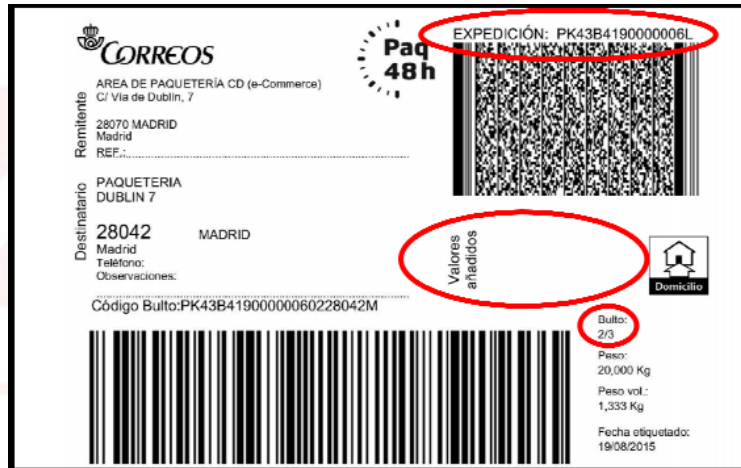 CORREOS
Paq
48h
EXPEDICIÓN: PK43B4190000006L
Remitente
AREA DE PAQUETERÍA CD (e-Commerce)
C/ Via de Dublín, 7
28070 MADRID
Madrid
REF.:
Destinatario
PAQUETERIA
DUBLIN 7
28042 MADRID
Madrid
Teléfono:
Observaciones:
Valores
añadidos
Domicilio
Código Bulto:PK43B41900000060228042M
Bulto:
2/3
Peso:
20,000 Kg
Peso vol.:
1,333 Kg
Fecha etiquetado:
19/08/2015